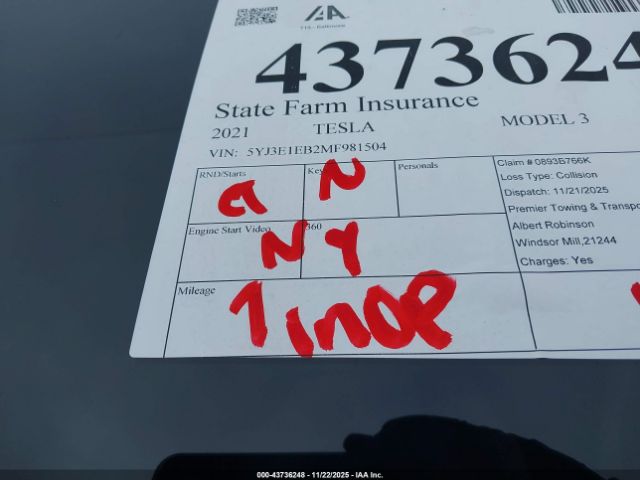 IAA
4373624
State Farm Insurance
2021 TESLA MODEL 3
VIN: 5YJ3E1EB2MF981504
RND/Starts
Key N
Personals
Engine Start Video N
360 Y
Mileage
inop
Claim # 0893B766K
Loss Type: Collision
Dispatch: 11/21/2025
Premier Towing & Transpo
Albert Robinson
Windsor Mill,21244
Charges: Yes
000-43736248 - 11/22/2025 - IAA Inc.